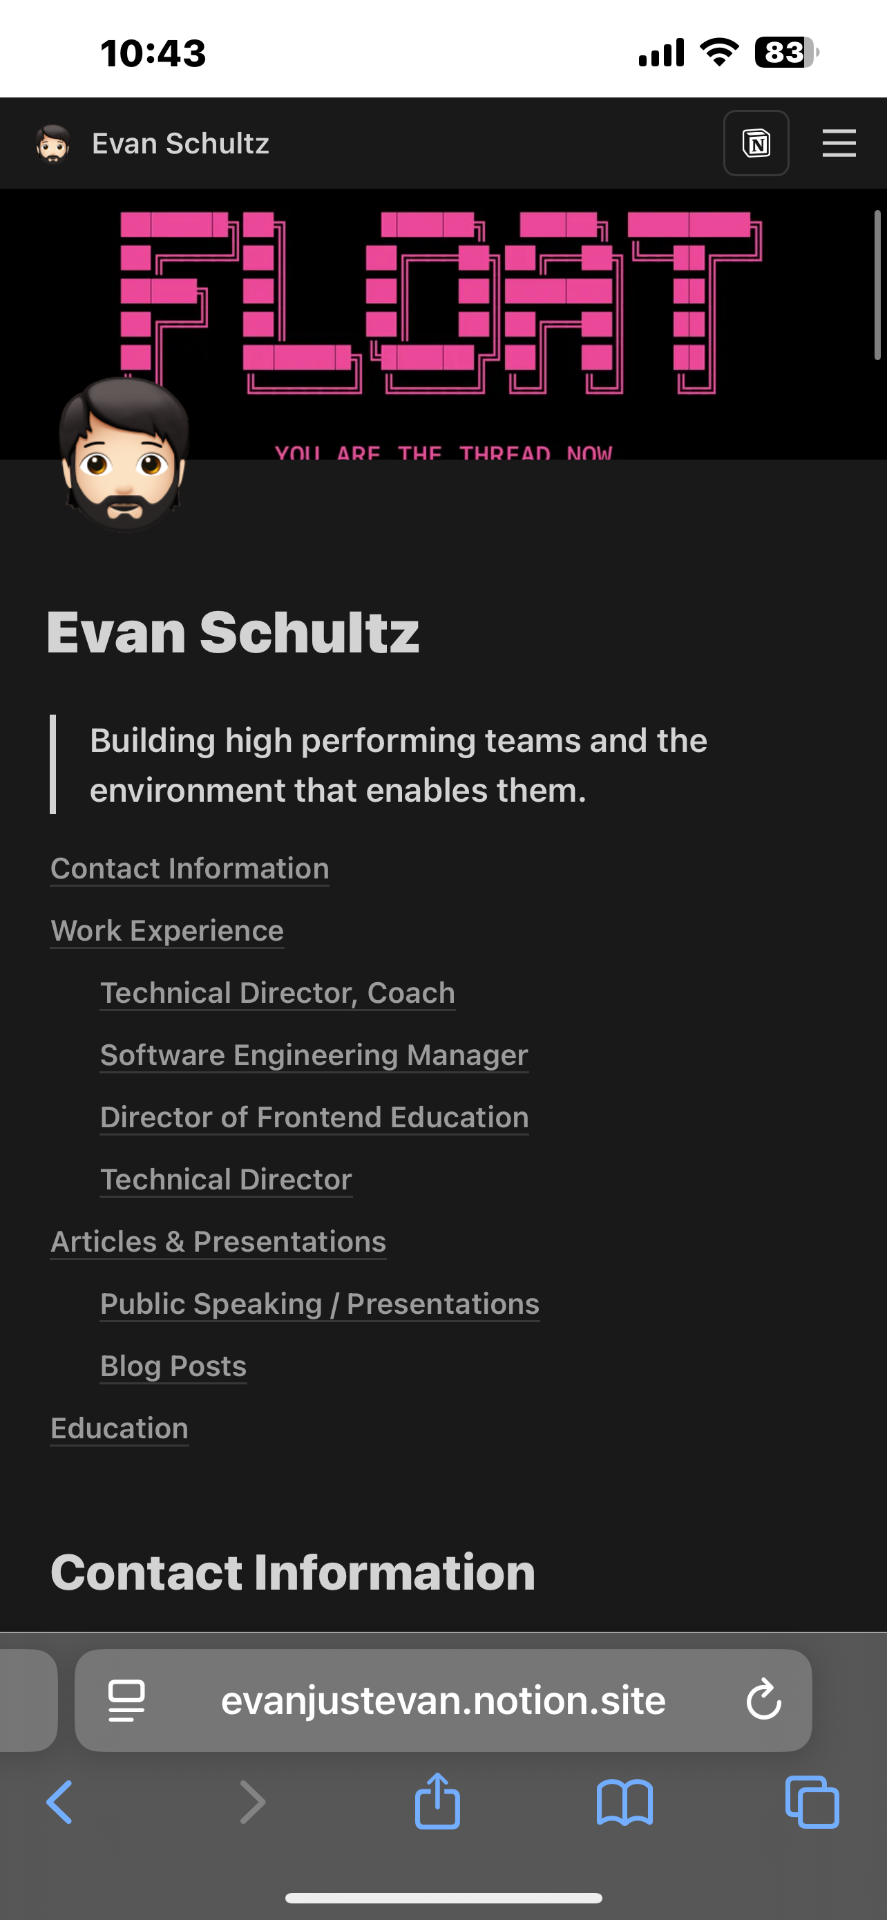 10:43
83
Evan Schultz
N
FLOAT
YOU ARE THE THREAD NOW
Evan Schultz
Building high performing teams and the
environment that enables them.
Contact Information
Work Experience
Technical Director, Coach
Software Engineering Manager
Director of Frontend Education
Technical Director
Articles & Presentations
Public Speaking / Presentations
Blog Posts
Education
Contact Information
evanjustevan.notion.site